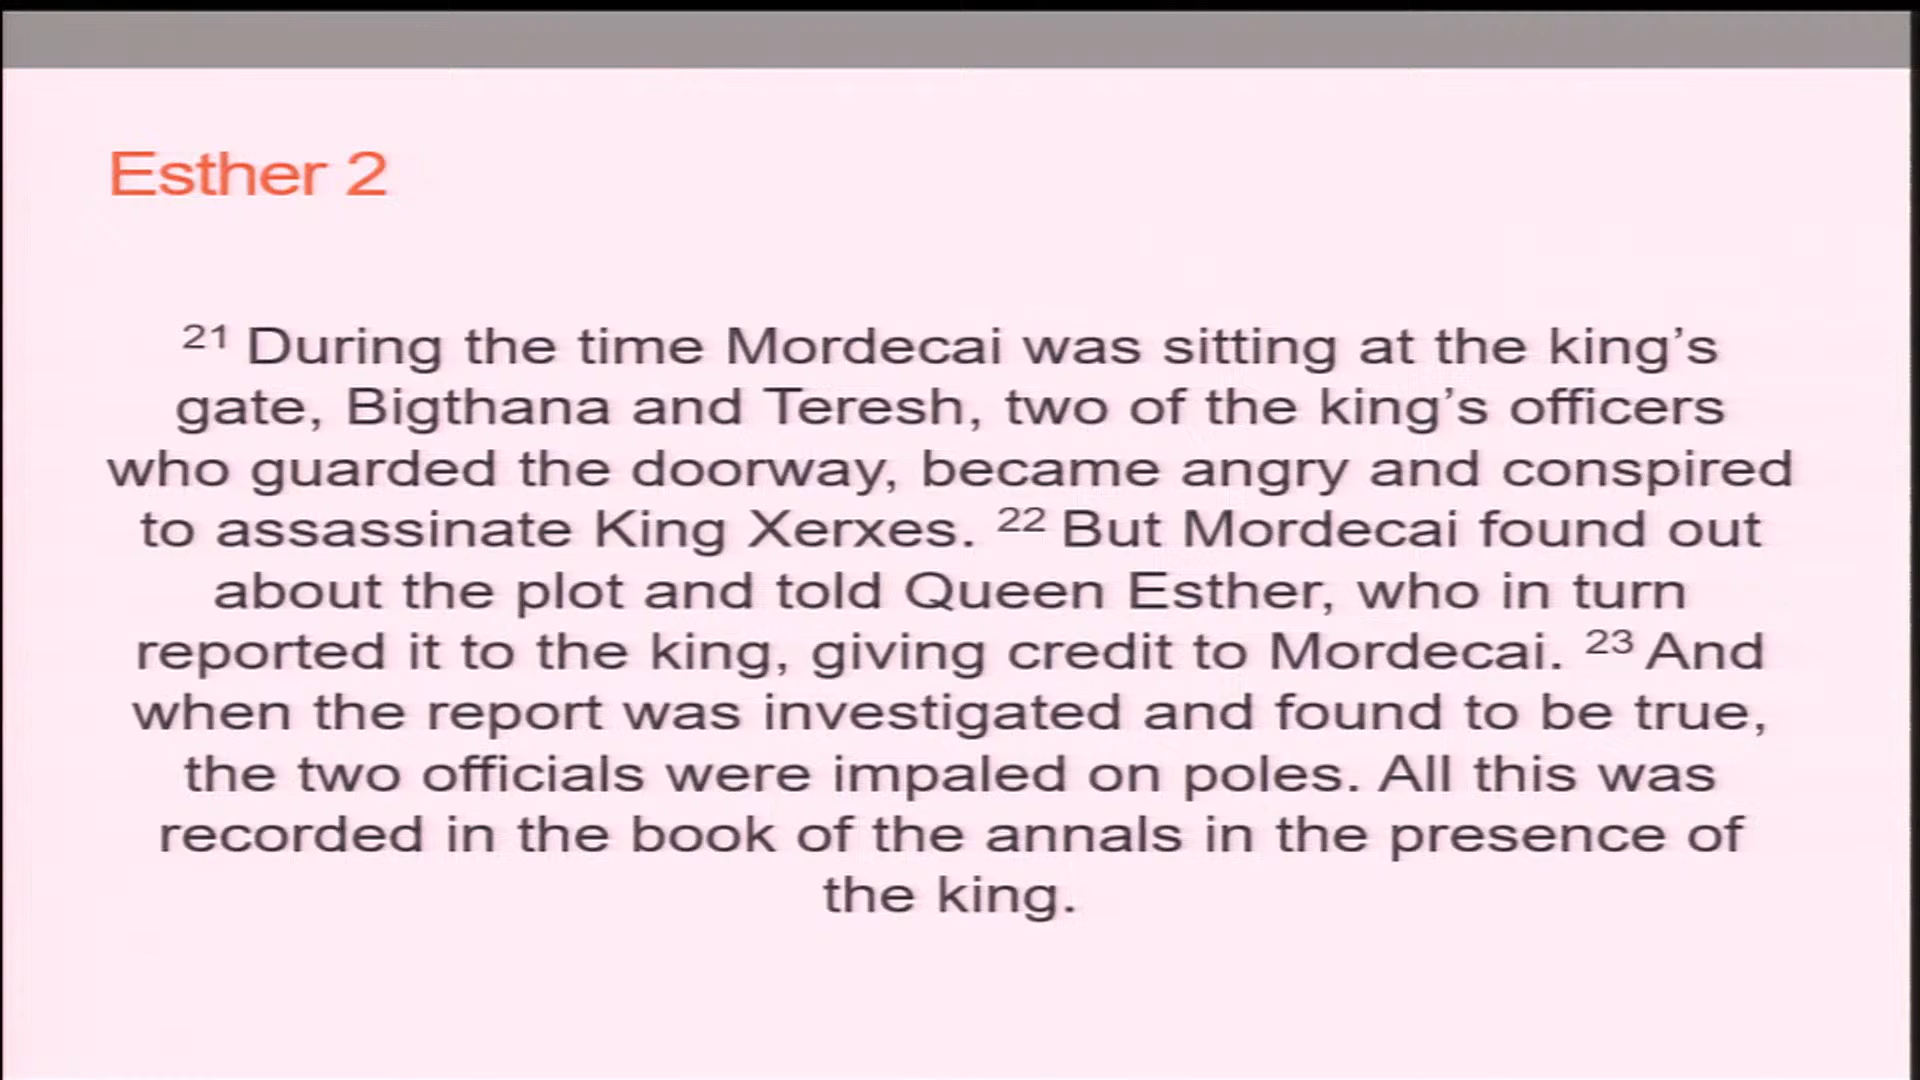 Esther 2
21 During the time Mordecai was sitting at the king’s
gate, Bigthana and Teresh, two of the king’s officers
who guarded the doorway, became angry and conspired
to assassinate King Xerxes. 22 But Mordecai found out
about the plot and told Queen Esther, who in turn
reported it to the king, giving credit to Mordecai. 23 And
when the report was investigated and found to be true,
the two officials were impaled on poles. All this was
recorded in the book of the annals in the presence of
the king.